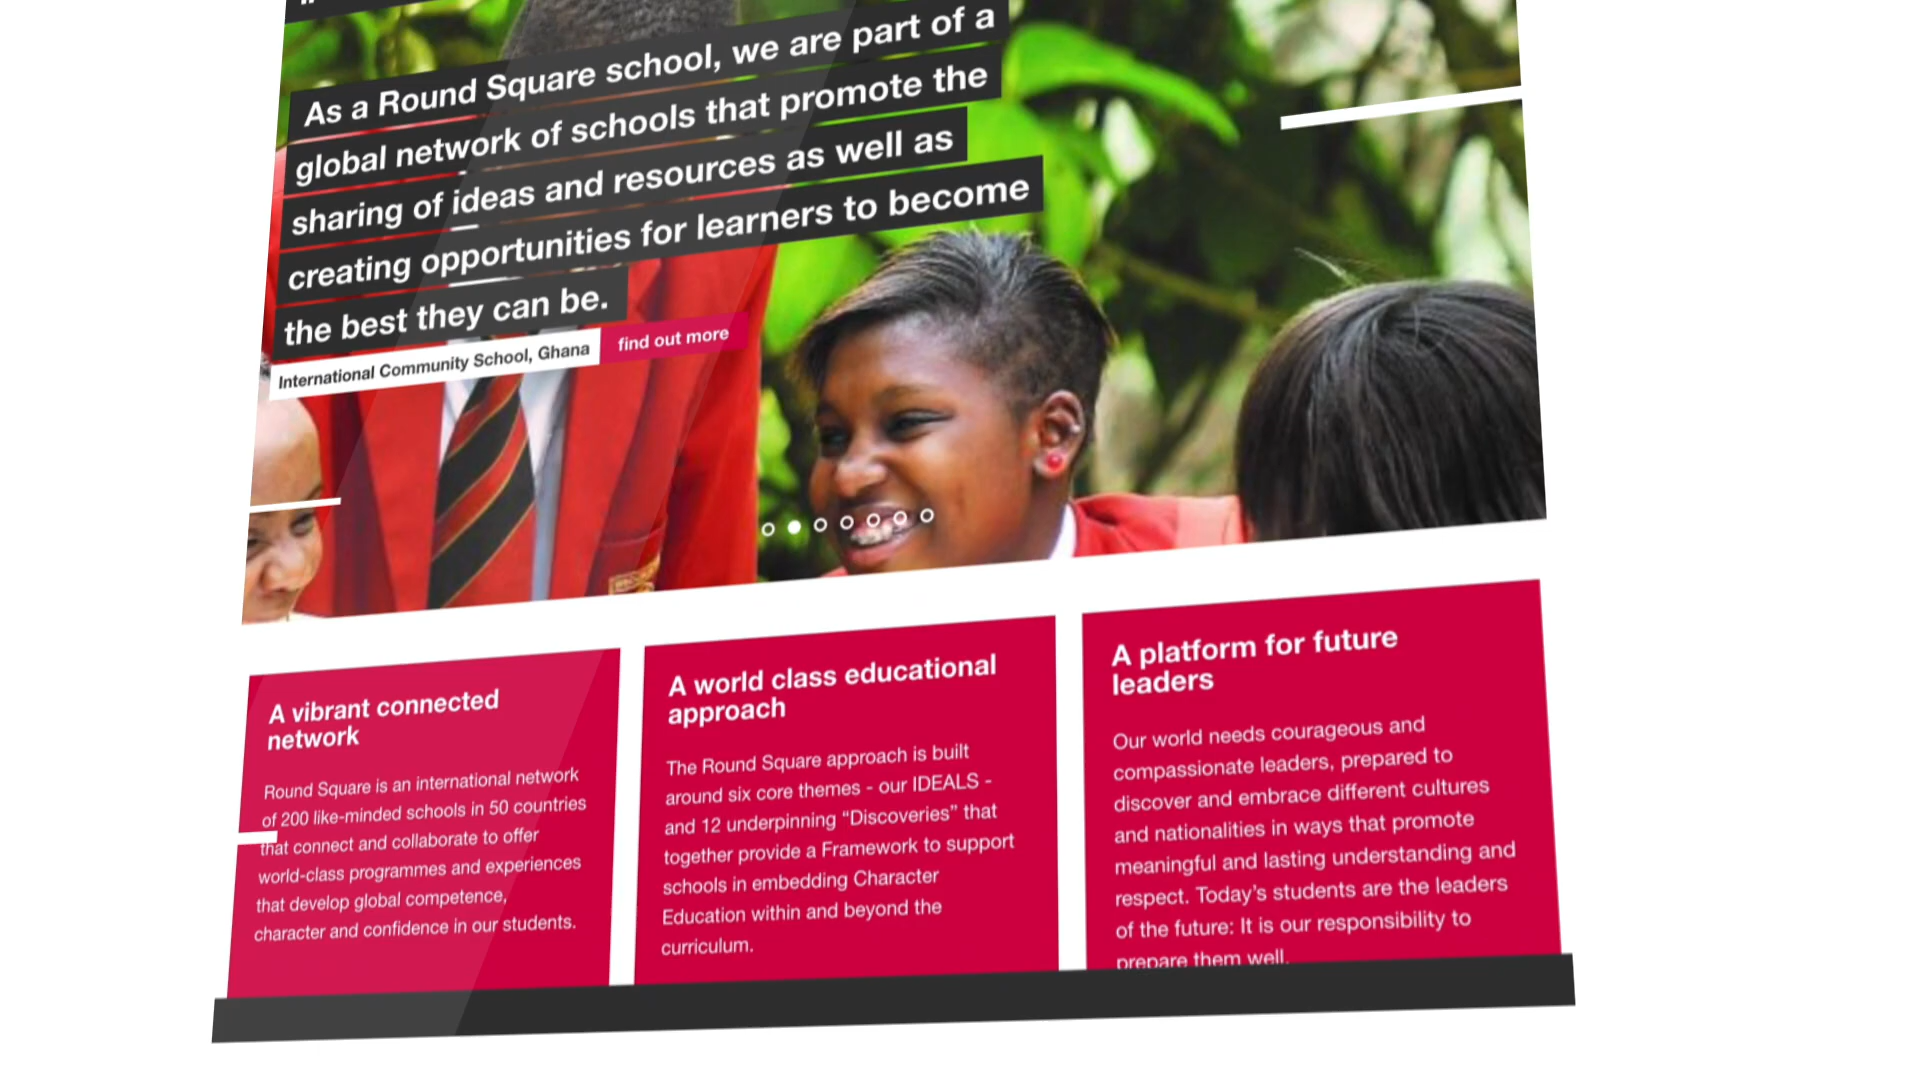 As a Round Square school, we are part of a
global network of schools that promote the
sharing of ideas and resources as well as
creating opportunities for learners to become
the best they can be.
International Community School, Ghana
find out more
A vibrant connected
network
Round Square is an international network
of 200 like-minded schools in 50 countries
that connect and collaborate to offer
world-class programmes and experiences
that develop global competence,
character and confidence in our students.
A world class educational
approach
The Round Square approach is built
around six core themes - our IDEALS -
and 12 underpinning “Discoveries” that
together provide a Framework to support
schools in embedding Character
Education within and beyond the
curriculum.
A platform for future
leaders
Our world needs courageous and
compassionate leaders, prepared to
discover and embrace different cultures
and nationalities in ways that promote
meaningful and lasting understanding and
respect. Today’s students are the leaders
of the future: It is our responsibility to
prepare them well.